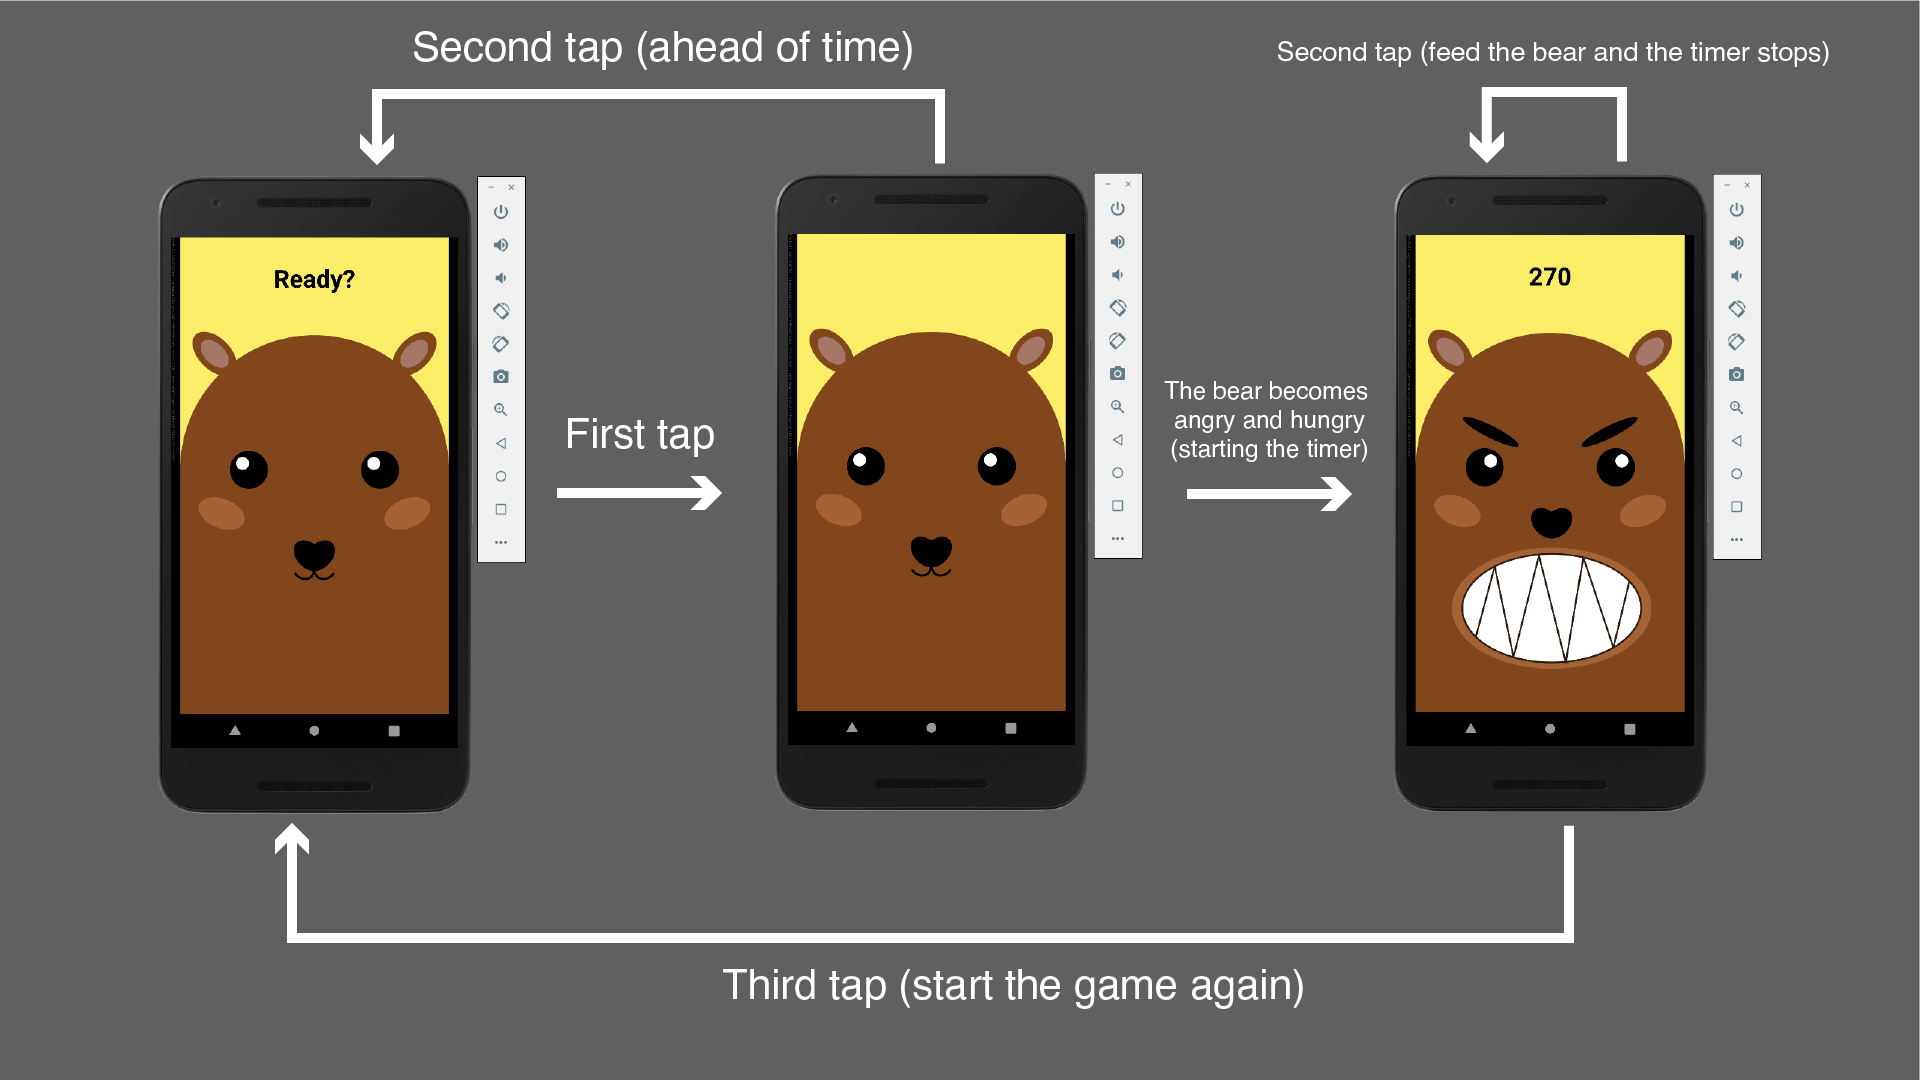 Second tap (ahead of time)
Second tap (feed the bear and the timer stops)
Ready?
270
First tap
The bear becomes
angry and hungry
(starting the timer)
Third tap (start the game again)